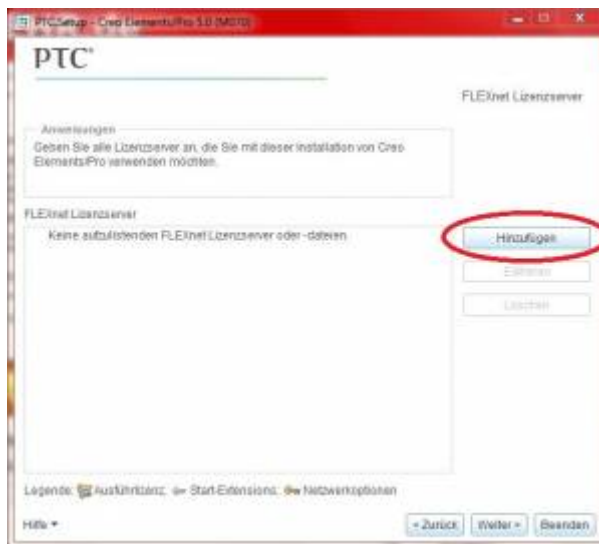 PTC.Setup - Creo Elements/Pro 5.0 (M070)
PTC®
FLEXnet Lizenzserver
Anweisungen
Geben Sie alle Lizenzserver an, die Sie mit dieser Installation von Creo
Elements/Pro verwenden möchten.
FLEXnet Lizenzserver
Keine aufzulistenden FLEXnet Lizenzserver oder -dateien
Hinzufügen
Editieren
Löschen
Legende: Ausführlizenz; Start-Extensions; Netzwerkoptionen
Hilfe
« Zurück
Weiter »
Beenden